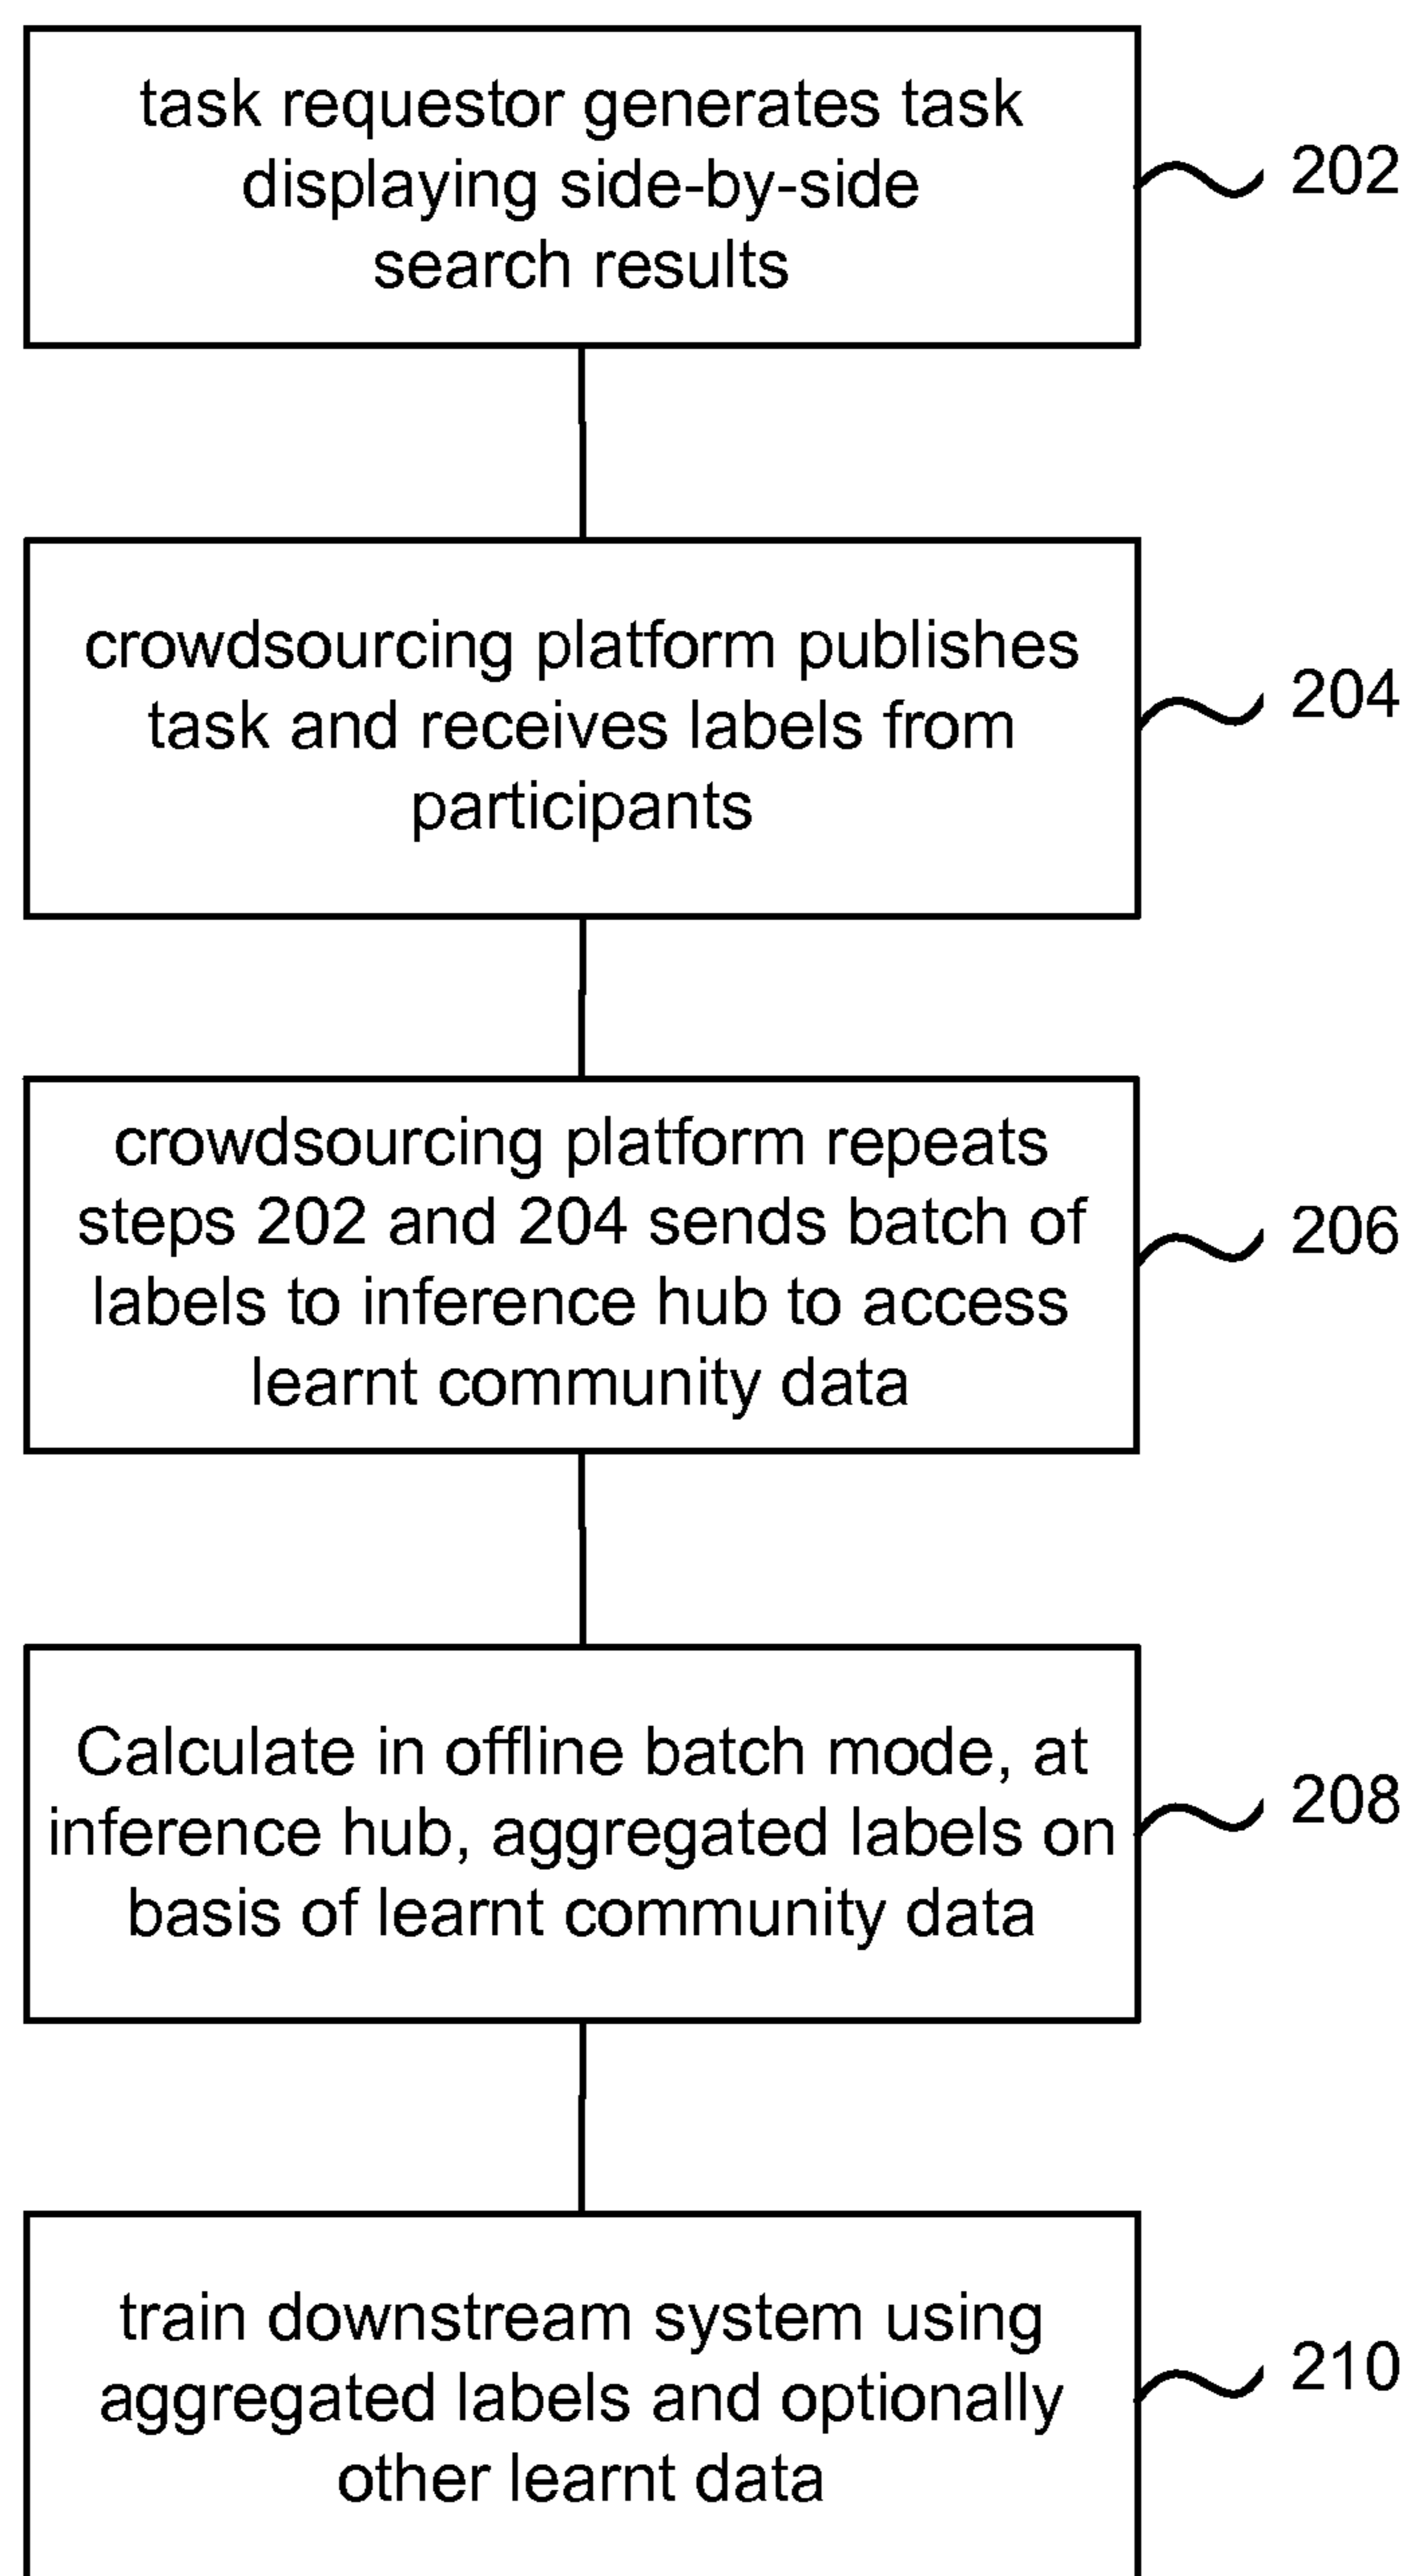 task requestor generates task
displaying side-by-side
search results
202
crowdsourcing platform publishes
task and receives labels from
participants
204
crowdsourcing platform repeats
steps 202 and 204 sends batch of
labels to inference hub to access
learnt community data
206
Calculate in offline batch mode, at
inference hub, aggregated labels on
basis of learnt community data
208
train downstream system using
aggregated labels and optionally
other learnt data
210